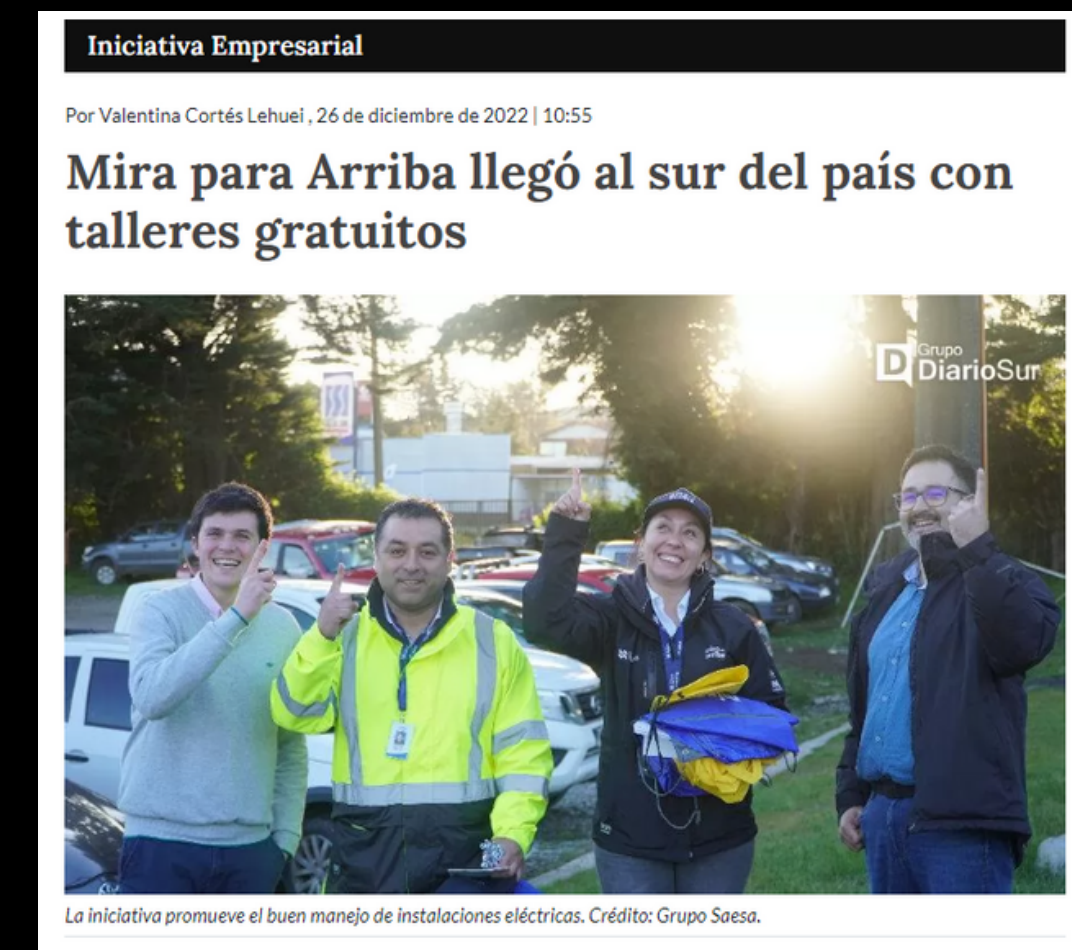 Iniciativa Empresarial
Por Valentina Cortés Lehuei , 26 de diciembre de 2022 | 10:55
Mira para Arriba llegó al sur del país con
talleres gratuitos
Grupo
DiarioSur
La iniciativa promueve el buen manejo de instalaciones eléctricas. Crédito: Grupo Saesa.